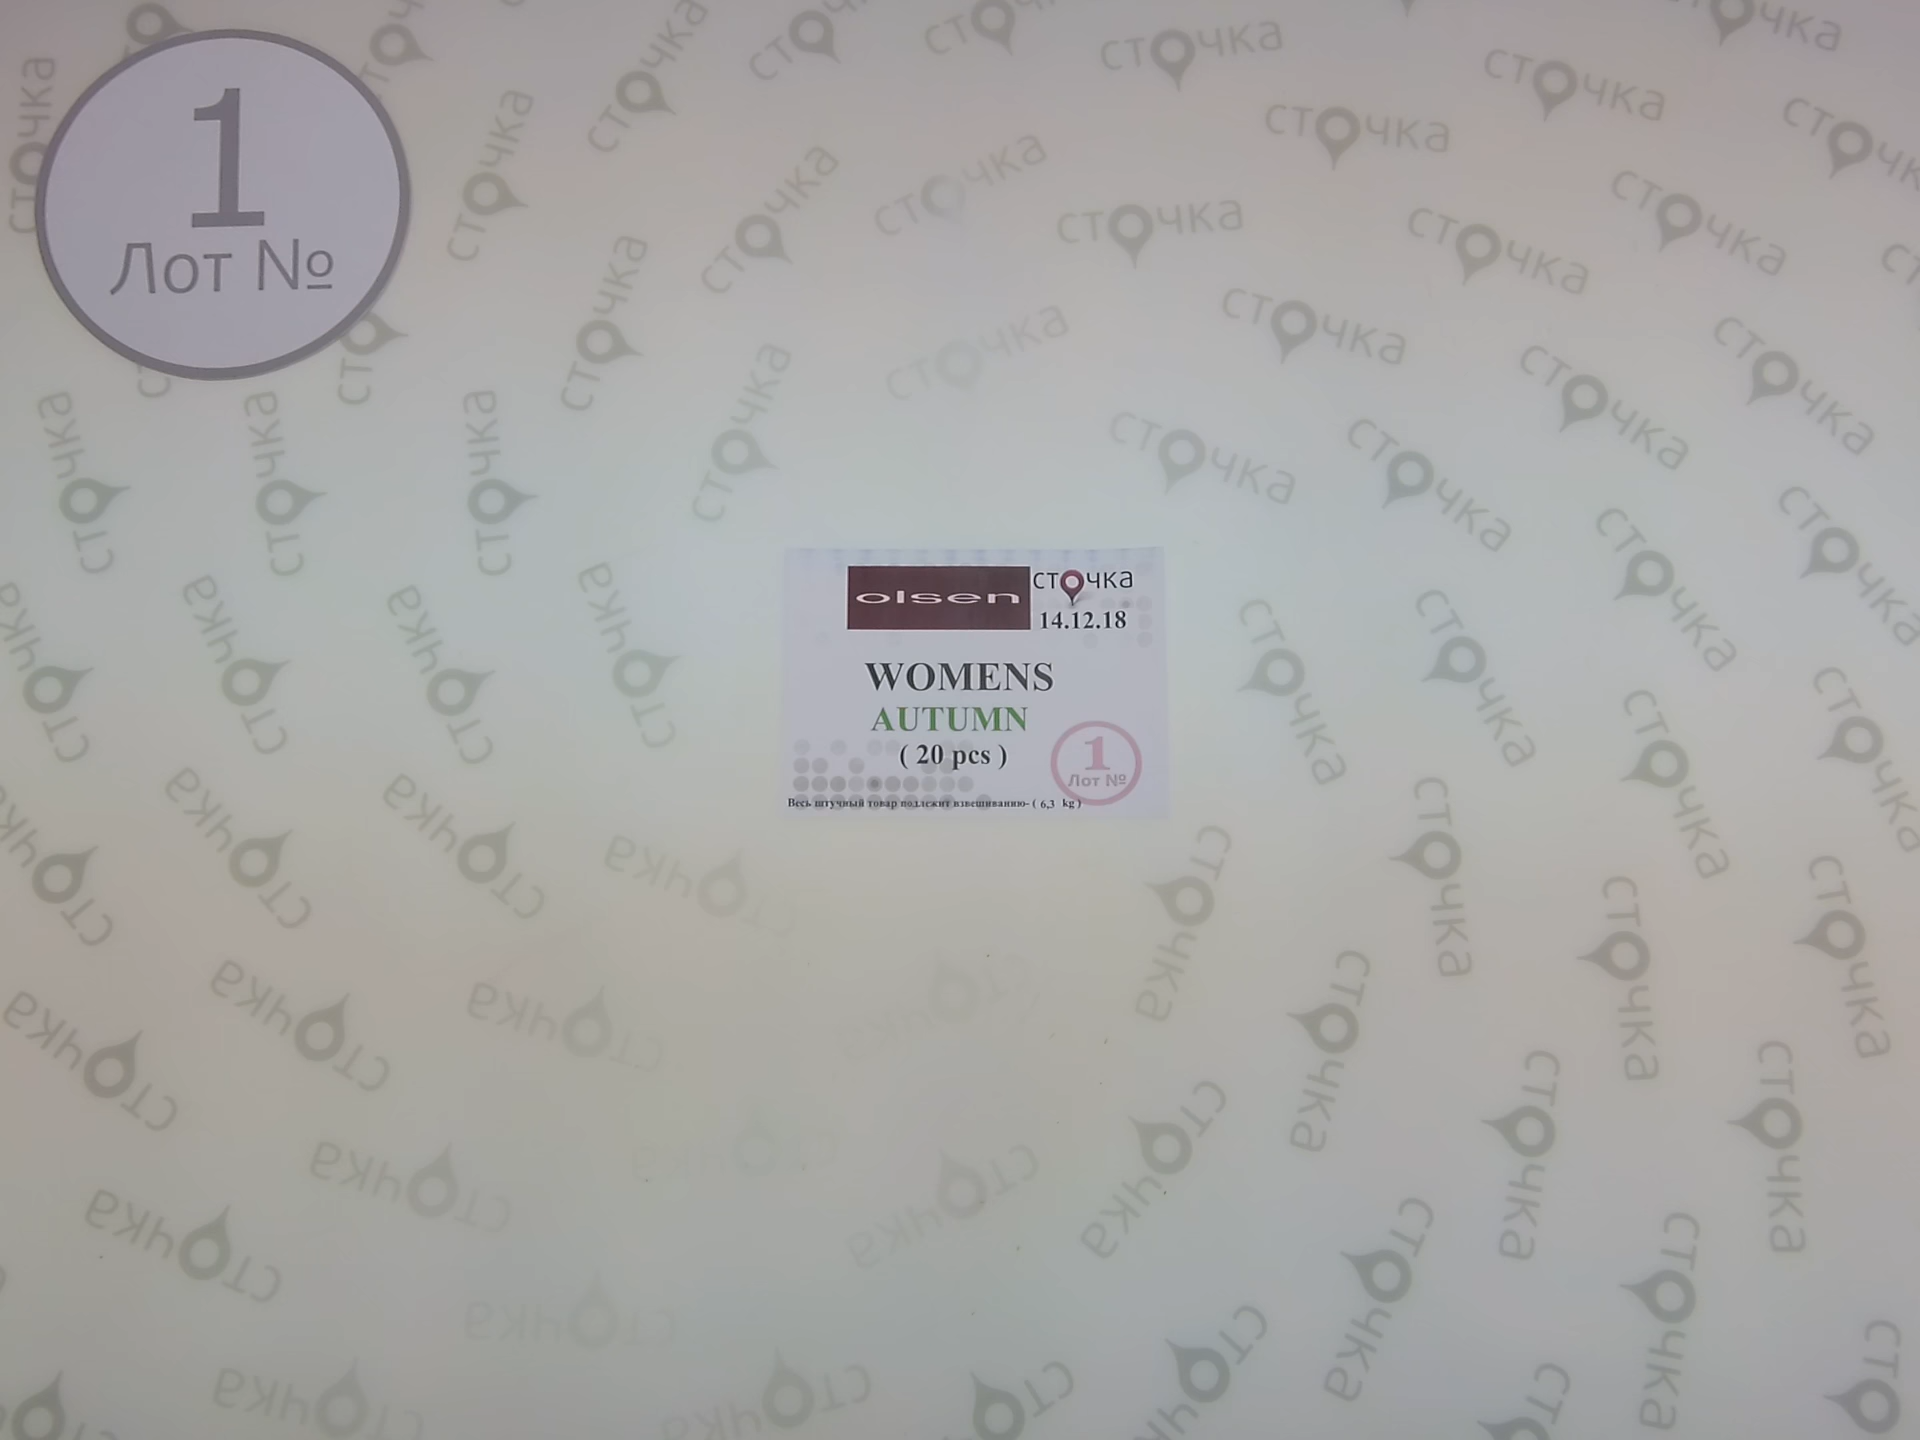 1
Лот №
olsen
сточка
14.12.18
WOMENS
AUTUMN
( 20 pcs )
1
Лот №
Весь штучный товар подлежит взвешиванию- ( 6,3 kg )